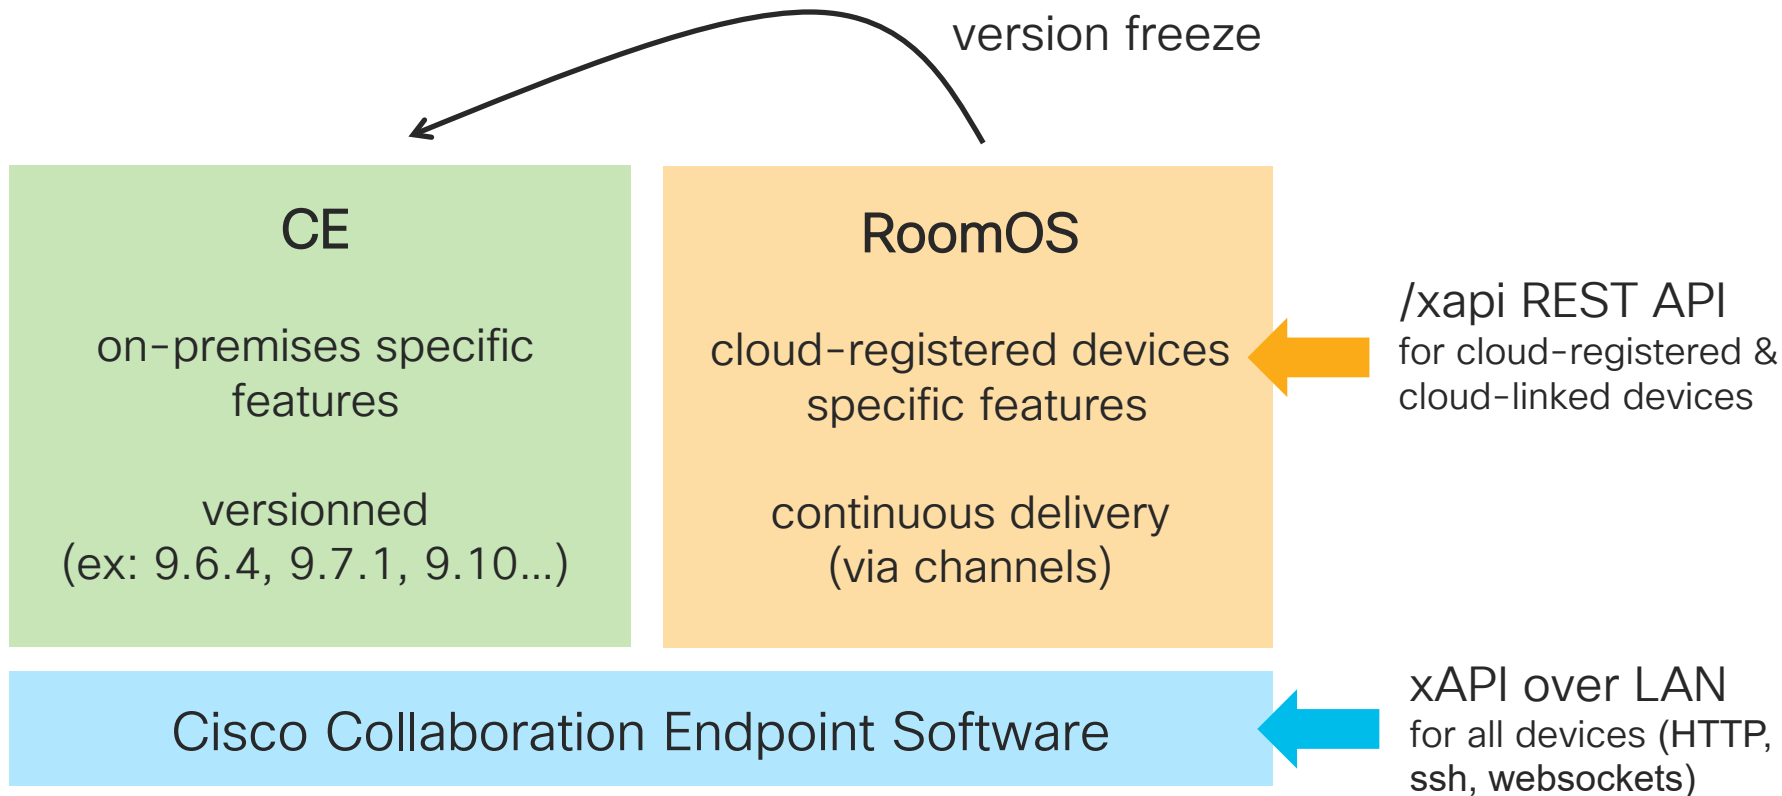 version freeze
CE
on-premises specific
features
versionned
(ex: 9.6.4, 9.7.1, 9.10...)
RoomOS
cloud-registered devices
specific features
continuous delivery
(via channels)
/xapi REST API
for cloud-registered &
cloud-linked devices
Cisco Collaboration Endpoint Software
xAPI over LAN
for all devices (HTTP,
ssh, websockets)